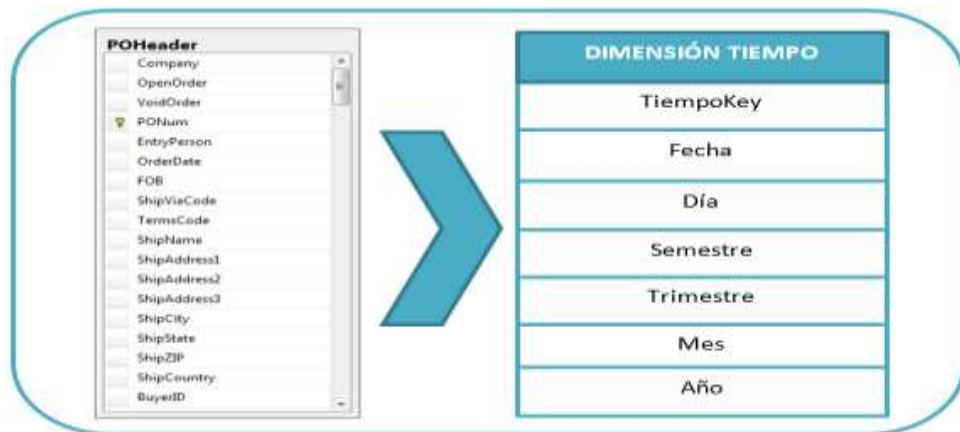 POHeader
Company
OpenOrder
VoidOrder
PONum
EntryPerson
OrderDate
FOB
ShipViaCode
TermsCode
ShipName
ShipAddress1
ShipAddress2
ShipAddress3
ShipCity
ShipState
ShipZIP
ShipCountry
BuyerID
DIMENSIÓN TIEMPO
TiempoKey
Fecha
Día
Semestre
Trimestre
Mes
Año